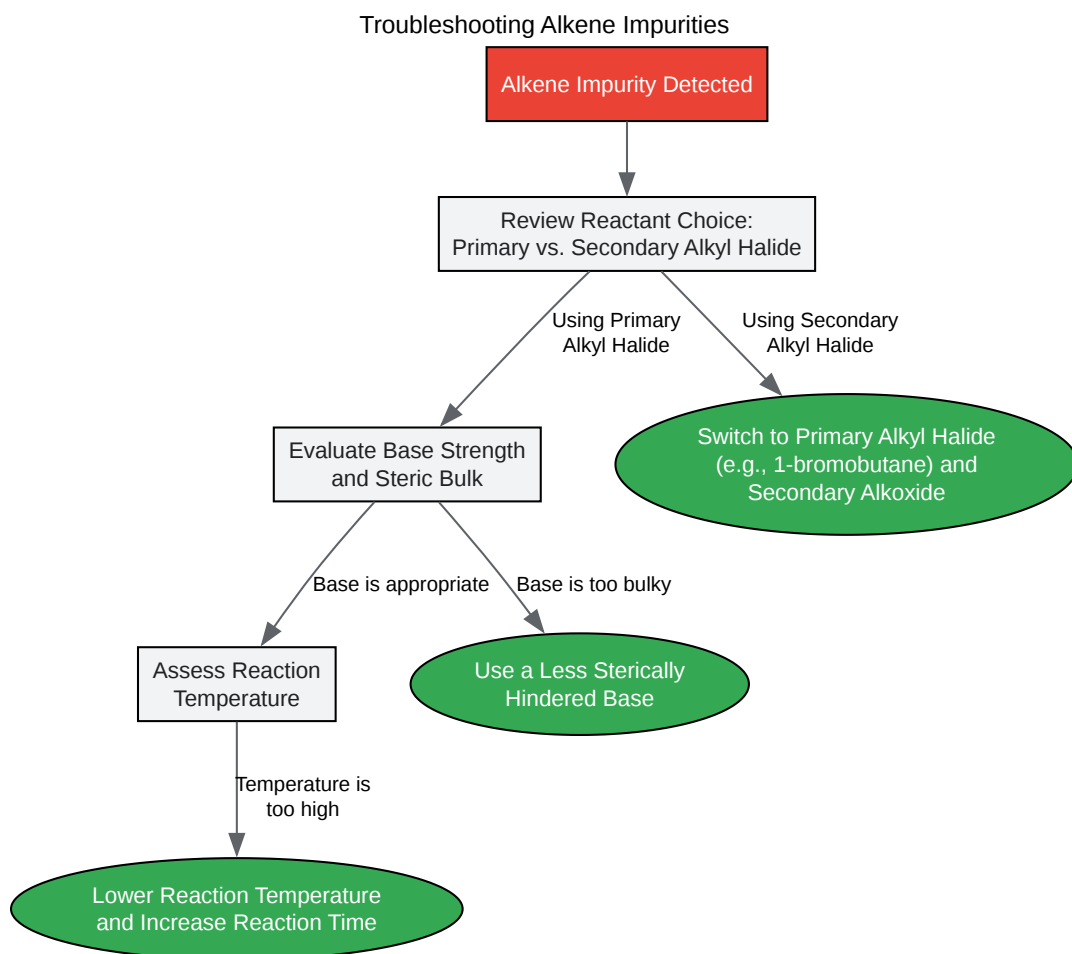 Troubleshooting Alkene Impurities
Alkene Impurity Detected
Review Reactant Choice:
Primary vs. Secondary Alkyl Halide
Using Primary
Alkyl Halide
Using Secondary
Alkyl Halide
Evaluate Base Strength
and Steric Bulk
Switch to Primary Alkyl Halide
(e.g., 1-bromobutane) and
Secondary Alkoxide
Base is appropriate
Base is too bulky
Assess Reaction
Temperature
Use a Less Sterically
Hindered Base
Temperature is
too high
Lower Reaction Temperature
and Increase Reaction Time